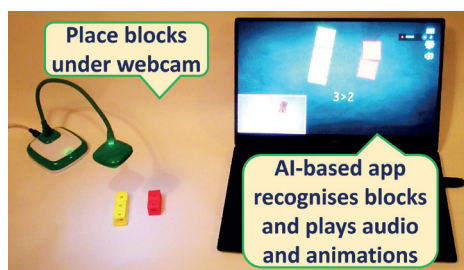 Place blocks
under webcam
3>2
AI-based app
recognises blocks
and plays audio
and animations